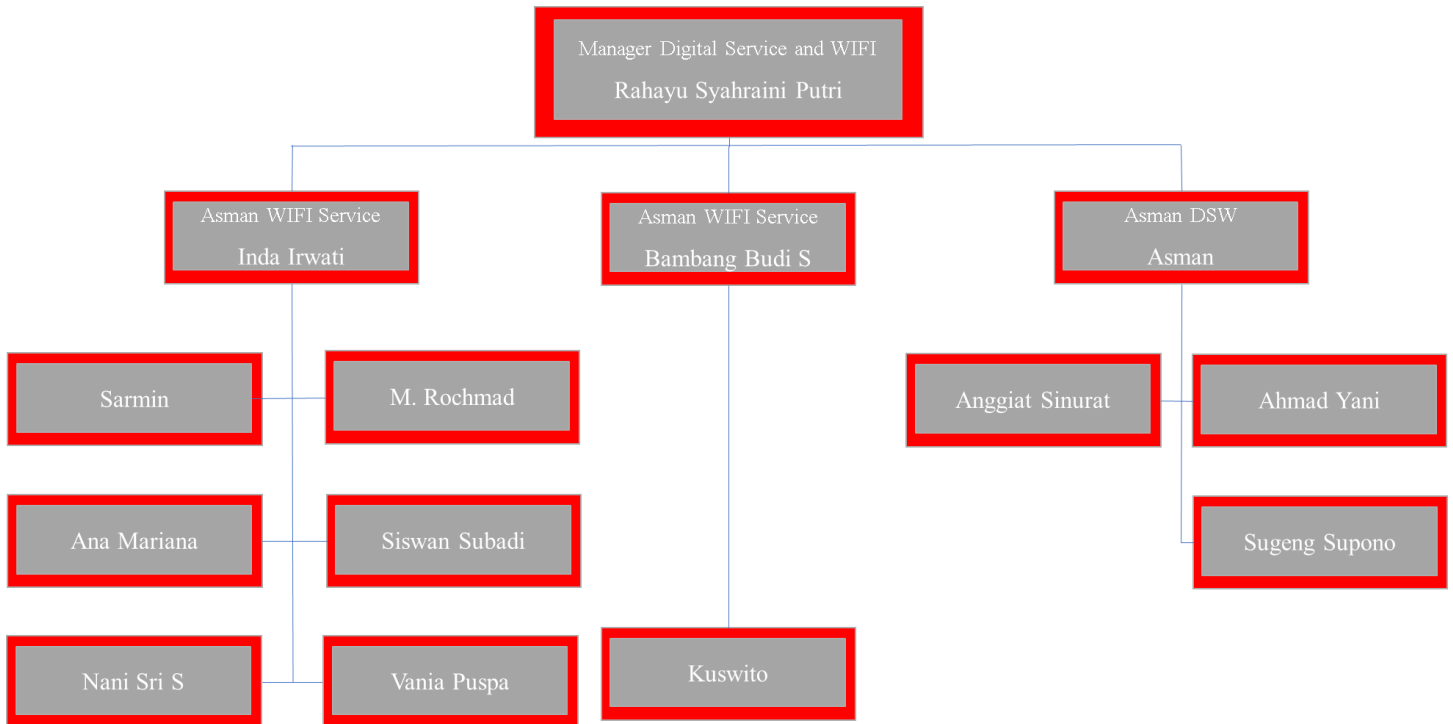 Manager Digital Service and WIFI
Rahayu Syahraini Putri
Asman WIFI Service
Inda Irwati
Asman WIFI Service
Bambang Budi S
Asman DSW
Asman
Sarmin
M. Rochmad
Anggiat Sinurat
Ahmad Yani
Ana Mariana
Siswan Subadi
Sugeng Supono
Nani Sri S
Vania Puspa
Kuswito